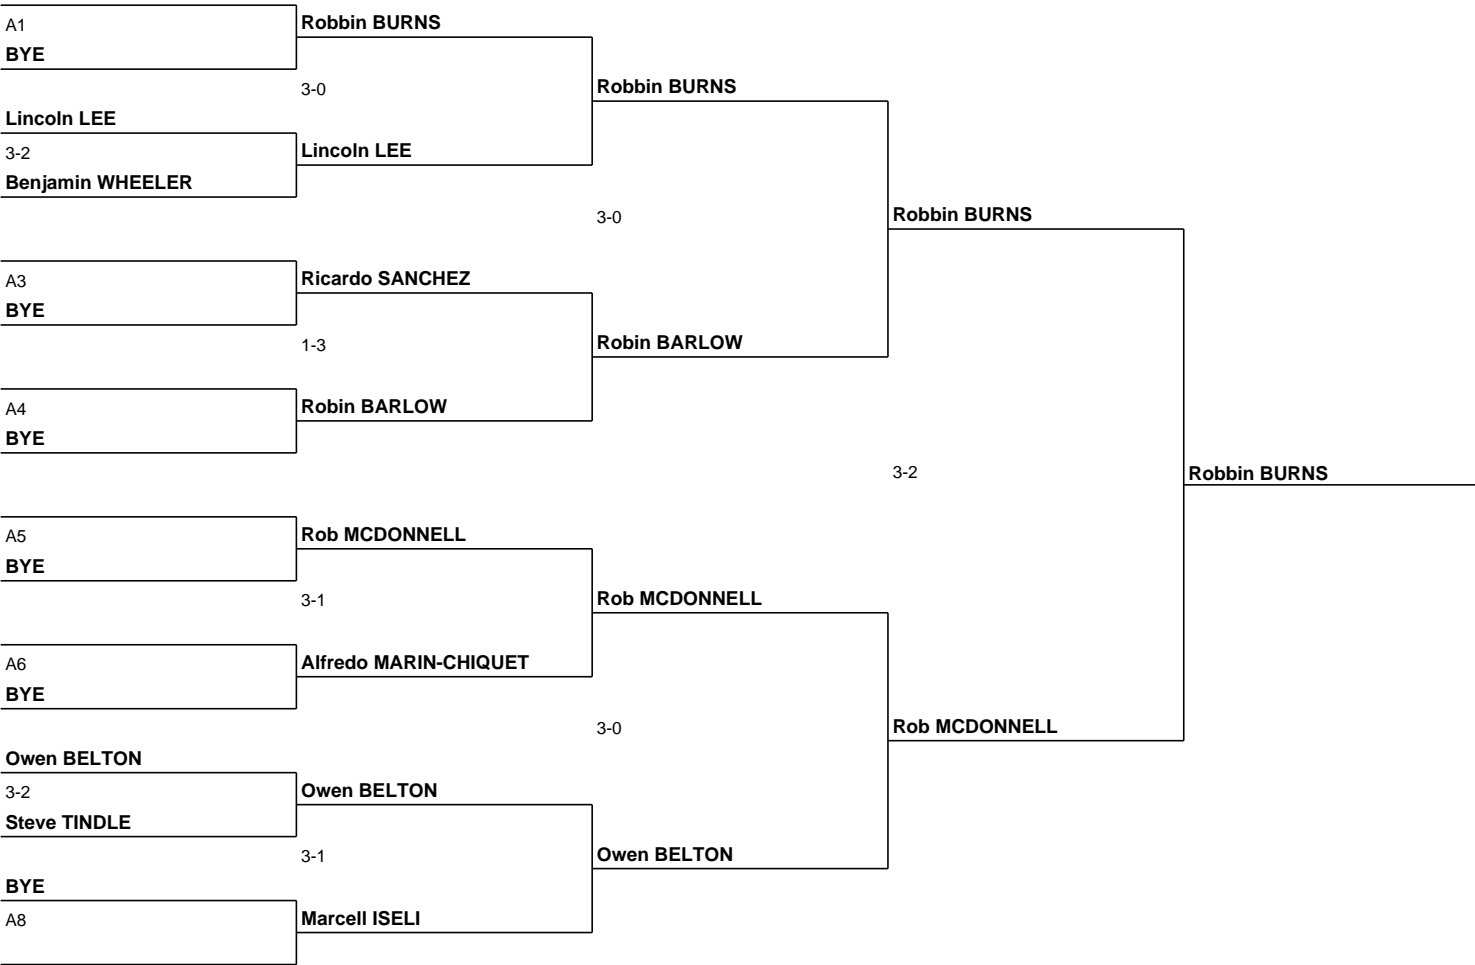 A1
BYE
Robbin BURNS
3-0
Lincoln LEE
3-2
Benjamin WHEELER
Lincoln LEE
Robbin BURNS
3-0
A3
BYE
Ricardo SANCHEZ
1-3
A4
BYE
Robin BARLOW
Robin BARLOW
Robbin BURNS
3-2
Robbin BURNS
A5
BYE
Rob MCDONNELL
3-1
A6
BYE
Alfredo MARIN-CHIQUET
Rob MCDONNELL
3-0
Owen BELTON
3-2
Steve TINDLE
Owen BELTON
3-1
BYE
A8
Marcell ISELI
Owen BELTON
Rob MCDONNELL